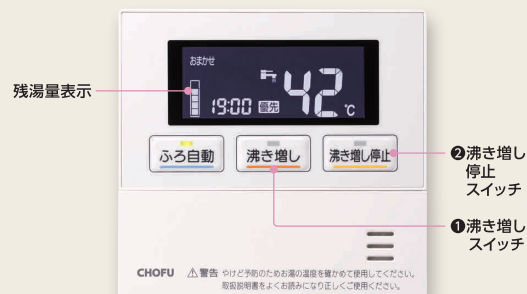 おまかせ
残湯量表示
19:00 優先 42℃
ふろ自動
沸き増し
沸き増し停止
❷沸き増し
停止
スイッチ
❶沸き増し
スイッチ
CHOFU
⚠警告 やけど予防のためお湯の温度を確かめて使用してください。
取扱説明書をよくお読みになり正しくご使用ください。